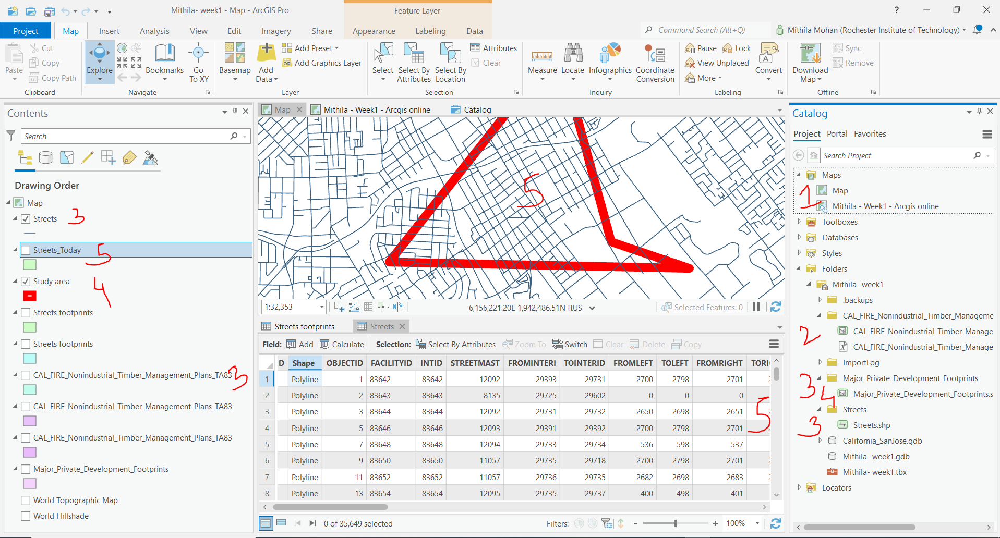 Mithila- week1 - Map - ArcGIS Pro
Feature Layer
?
Project Map Insert Analysis View Edit Imagery Share Appearance Labeling Data
Command Search (Alt+Q)
Mithila Mohan (Rochester Institute of Technology)
Paste
Cut
Copy
Copy Path
Clipboard
Explore
Bookmarks
Go To XY
Navigate
Basemap
Add Data
Add Preset
Add Graphics Layer
Layer
Select
Select By Attributes
Select By Location
Attributes
Clear
Selection
Measure
Locate
Infographics
Coordinate Conversion
Inquiry
Pause
Lock
View Unplaced
More
Convert
Labeling
Download Map
Sync
Remove
Offline
Contents
Search
Drawing Order
Map
Streets 3
Streets_Today 5
Study area 4
Streets footprints
Streets footprints
CAL_FIRE_Nonindustrial_Timber_Management_Plans_TA83 3
CAL_FIRE_Nonindustrial_Timber_Management_Plans_TA83
CAL_FIRE_Nonindustrial_Timber_Management_Plans_TA83
Major_Private_Development_Footprints
World Topographic Map
World Hillshade
Map
Mithila - Week1 - Arcgis online
Catalog
5
1:32,353
6,156,221.20E 1,942,486.51N ftUS
Selected Features: 0
Streets footprints
Streets
Field: Add Calculate Selection: Select By Attributes Zoom To Switch Clear Delete Copy
D Shape OBJECTID FACILITYID INTID STREETMAST FROMINTERI TOINTERID FROMLEFT TOLEFT FROMRIGHT TORI
1 Polyline 1 83642 83642 12092 29393 29731 2700 2798 2701
2 Polyline 2 83643 83643 8135 29725 29602 0 0 0
3 Polyline 3 83644 83644 12092 29731 29732 2650 2698 2651
4 Polyline 5 83646 83646 12093 29391 29392 2700 2798 2701
5
5 Polyline 7 83648 83648 12094 29733 29734 536 598 537
6 Polyline 9 83650 83650 11057 29735 29718 2700 2798 2701
7 Polyline 11 83652 83652 11057 29736 29735 2682 2698 2683
8 Polyline 13 83654 83654 12095 29735 29737 400 498 401
0 of 35,649 selected
Filters:
- + 100%
Catalog
Project Portal Favorites
Search Project
Maps
1
Map
Mithila - Week1 - Arcgis online
Toolboxes
Databases
Styles
Folders
Mithila- week1
.backups
CAL_FIRE_Nonindustrial_Timber_Manageme
2
CAL_FIRE_Nonindustrial_Timber_Manage
CAL_FIRE_Nonindustrial_Timber_Manage
ImportLog
3 Major_Private_Development_Footprints
4 Major_Private_Development_Footprints.s
Streets
3 Streets.shp
California_SanJose.gdb
Mithila- week1.gdb
Mithila- week1.tbx
Locators